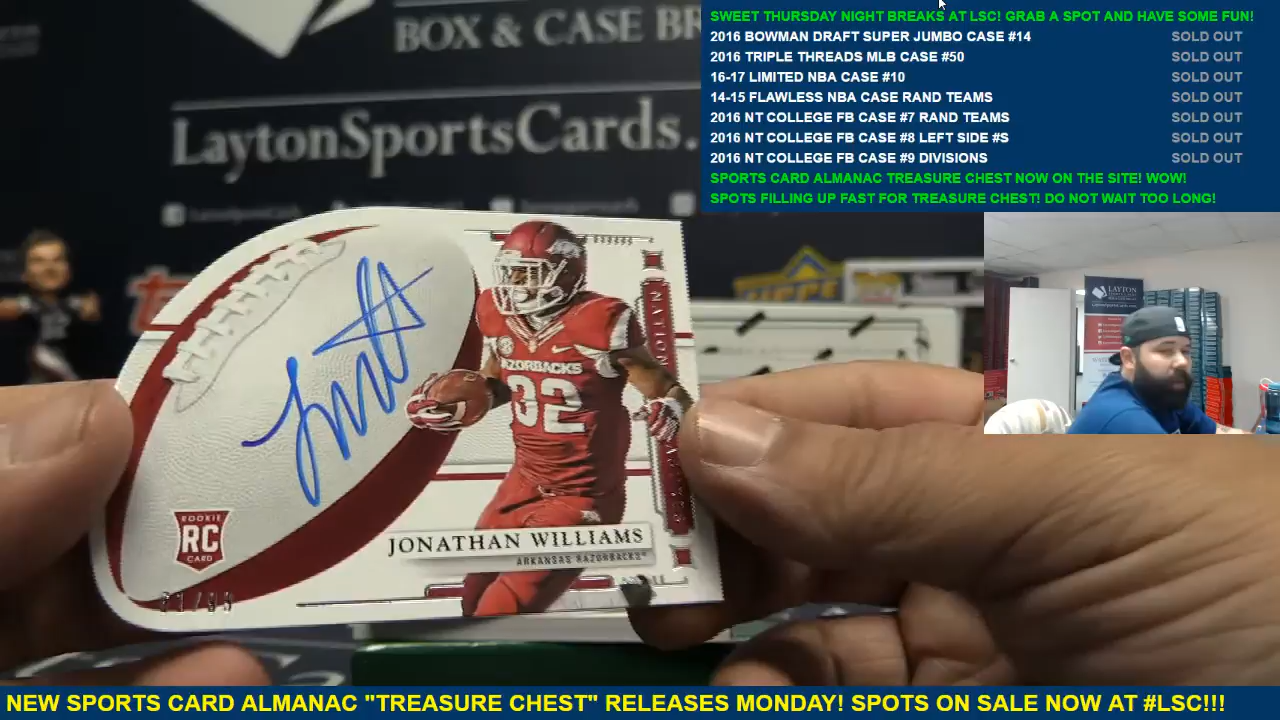 SWEET THURSDAY NIGHT BREAKS AT LSC! GRAB A SPOT AND HAVE SOME FUN!
2016 BOWMAN DRAFT SUPER JUMBO CASE #14 SOLD OUT
2016 TRIPLE THREADS MLB CASE #50 SOLD OUT
16-17 LIMITED NBA CASE #10 SOLD OUT
14-15 FLAWLESS NBA CASE RAND TEAMS SOLD OUT
2016 NT COLLEGE FB CASE #7 RAND TEAMS SOLD OUT
2016 NT COLLEGE FB CASE #8 LEFT SIDE #S SOLD OUT
2016 NT COLLEGE FB CASE #9 DIVISIONS SOLD OUT
SPORTS CARD ALMANAC TREASURE CHEST NOW ON THE SITE! WOW!
SPOTS FILLING UP FAST FOR TREASURE CHEST! DO NOT WAIT TOO LONG!
BOX & CASE BR
LaytonSportsCards.
LAYTON
RAZORBACKS
32
ROOKIE
RC
CARD
JONATHAN WILLIAMS
ARKANSAS RAZORBACKS
NEW SPORTS CARD ALMANAC "TREASURE CHEST" RELEASES MONDAY! SPOTS ON SALE NOW AT #LSC!!!